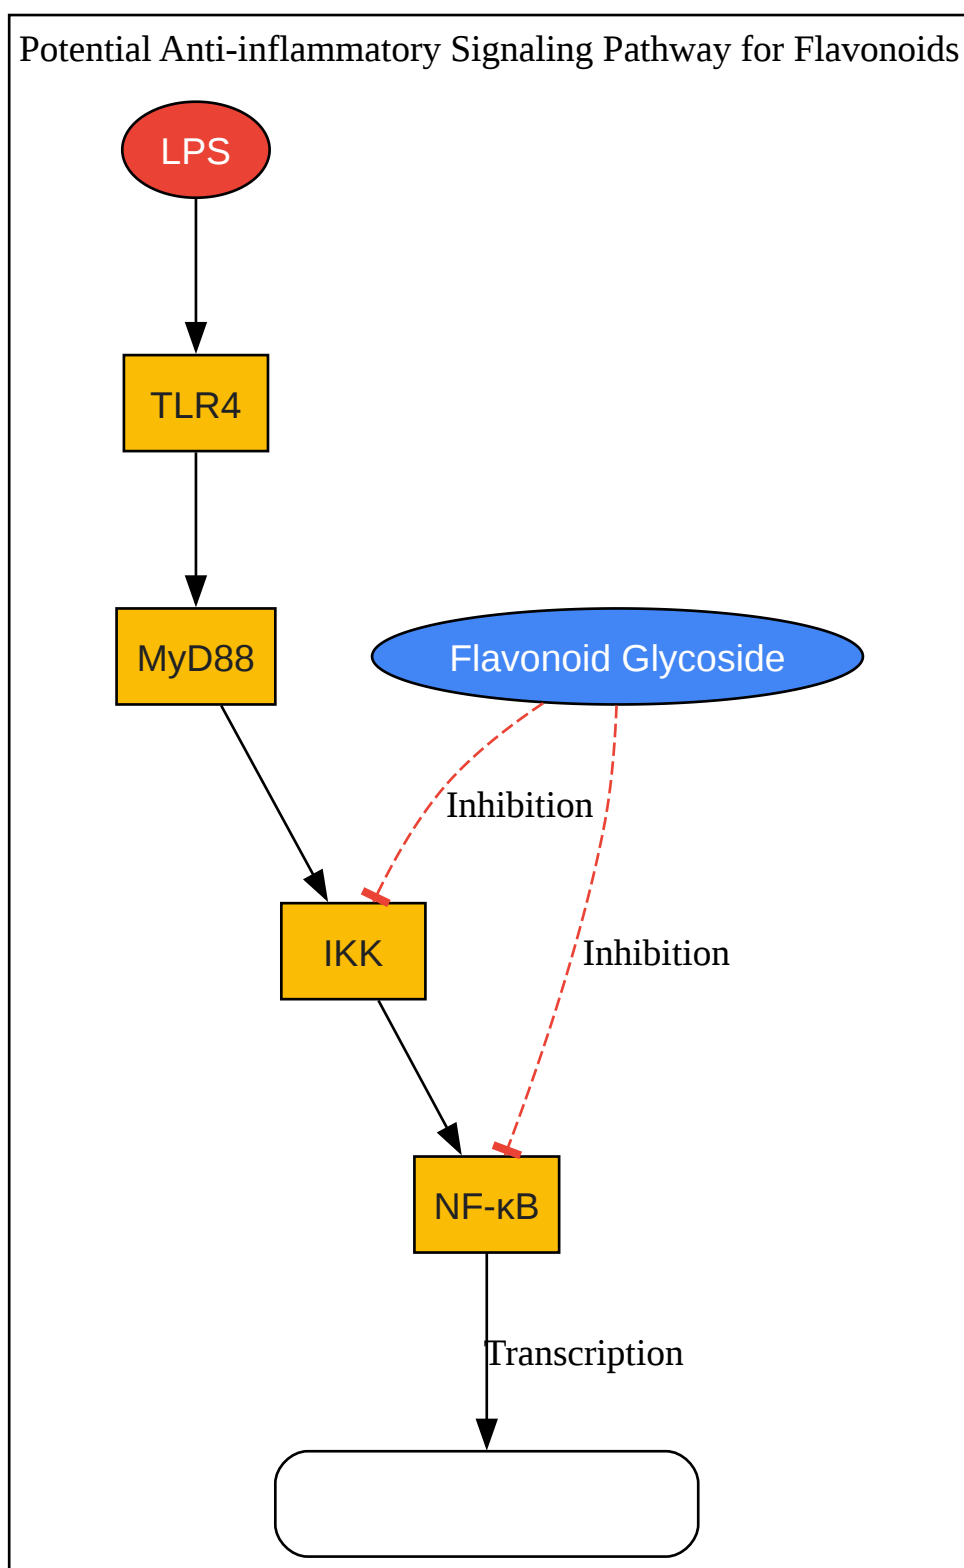 Potential Anti-inflammatory Signaling Pathway for Flavonoids
LPS
TLR4
MyD88
Flavonoid Glycoside
Inhibition
IKK
Inhibition
NF-κB
Transcription